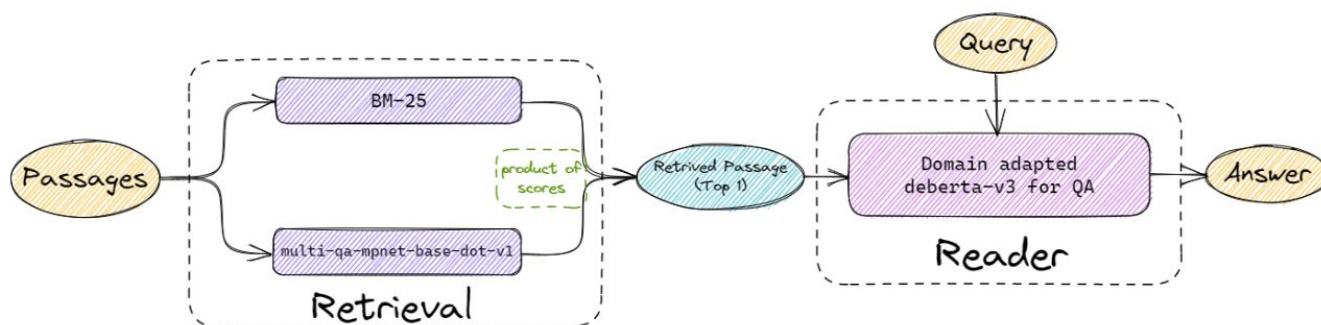 Query
BM-25
Passages
product of
scores
Retrived Passage
(Top 1)
Domain adapted
deberta-v3 for QA
Answer
multi-qa-mpnet-base-dot-v1
Retrieval
Reader